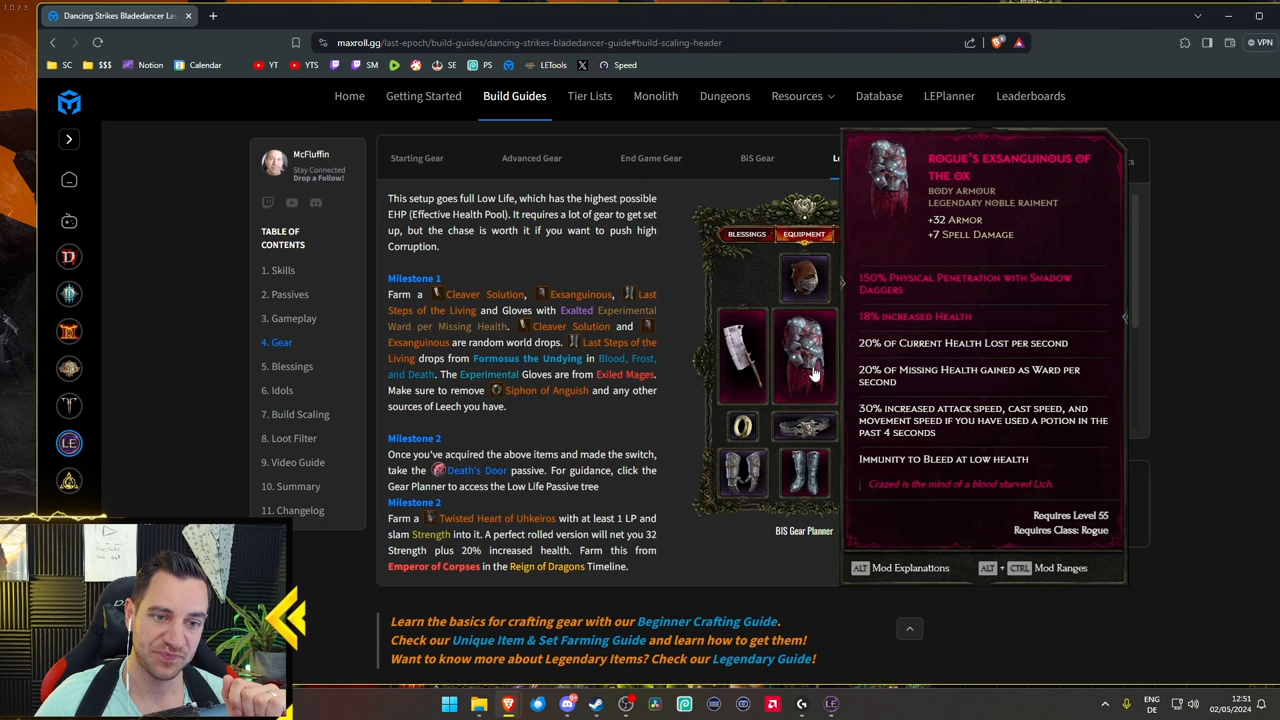 1.0.7.3
Dancing Strikes Bladedancer Las
maxroll.gg/last-epoch/build-guides/dancing-strikes-bladedancer-guide#build-scaling-header
VPN
SC
$$$
Notion
Calendar
YT
YTS
SM
SE
PS
LETools
Speed
Home
Getting Started
Build Guides
Tier Lists
Monolith
Dungeons
Resources
Database
LEPlanner
Leaderboards
McFluffin
Stay Connected
Drop a Follow!
TABLE OF
CONTENTS
1. Skills
2. Passives
3. Gameplay
4. Gear
5. Blessings
6. Idols
7. Build Scaling
8. Loot Filter
9. Video Guide
10. Summary
11. Changelog
Starting Gear
Advanced Gear
End Game Gear
BiS Gear
This setup goes full Low Life, which has the highest possible
EHP (Effective Health Pool). It requires a lot of gear to get set
up, but the chase is worth it if you want to push high
Corruption.
Milestone 1
Farm a Cleaver Solution, Exsanguinous, Last
Steps of the Living and Gloves with Exalted Experimental
Ward per Missing Health. Cleaver Solution and
Exsanguinous are random world drops. Last Steps of the
Living drops from Formosus the Undying in Blood, Frost,
and Death. The Experimental Gloves are from Exiled Mages.
Make sure to remove Siphon of Anguish and any other
sources of Leech you have.
Milestone 2
Once you've acquired the above items and made the switch,
take the Death's Door passive. For guidance, click the
Gear Planner to access the Low Life Passive tree
Milestone 2
Farm a Twisted Heart of Uhkeiros with at least 1 LP and
slam Strength into it. A perfect rolled version will net you 32
Strength plus 20% increased health. Farm this from
Emperor of Corpses in the Reign of Dragons Timeline.
BLESSINGS
EQUIPMENT
BiS Gear Planner
ROGUE'S EXSANGUINOUS OF
THE OX
BODY ARMOUR
LEGENDARY NOBLE RAIMENT
+32 ARMOR
+7 SPELL DAMAGE
150% PHYSICAL PENETRATION WITH SHADOW
DAGGERS
18% INCREASED HEALTH
20% OF CURRENT HEALTH LOST PER SECOND
20% OF MISSING HEALTH GAINED AS WARD PER
SECOND
30% INCREASED ATTACK SPEED, CAST SPEED, AND
MOVEMENT SPEED IF YOU HAVE USED A POTION IN THE
PAST 4 SECONDS
IMMUNITY TO BLEED AT LOW HEALTH
Crazed is the mind of a blood starved Lich.
Requires Level 55
Requires Class: Rogue
ALT Mod Explanations
ALT + CTRL Mod Ranges
Learn the basics for crafting gear with our Beginner Crafting Guide.
Check our Unique Item & Set Farming Guide and learn how to get them!
Want to know more about Legendary Items? Check our Legendary Guide!
ENG
DE
12:51
02/05/2024